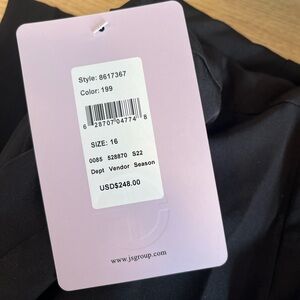 Style: 8617367
Color: 199
6 28707 04774 8
SIZE: 16
0085 528870 S22
Dept Vendor Season
USD$248.00
www.jsgroup.com